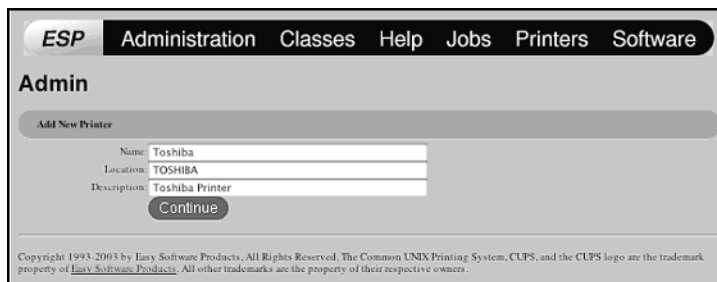 ESP Administration Classes Help Jobs Printers Software
Admin
Add New Printer
Name: Toshiba
Location: TOSHIBA
Description: Toshiba Printer
Continue
Copyright 1993-2003 by Easy Software Products, All Rights Reserved. The Common UNIX Printing System, CUPS, and the CUPS logo are the trademark
property of Easy Software Products. All other trademarks are the property of their respective owners.